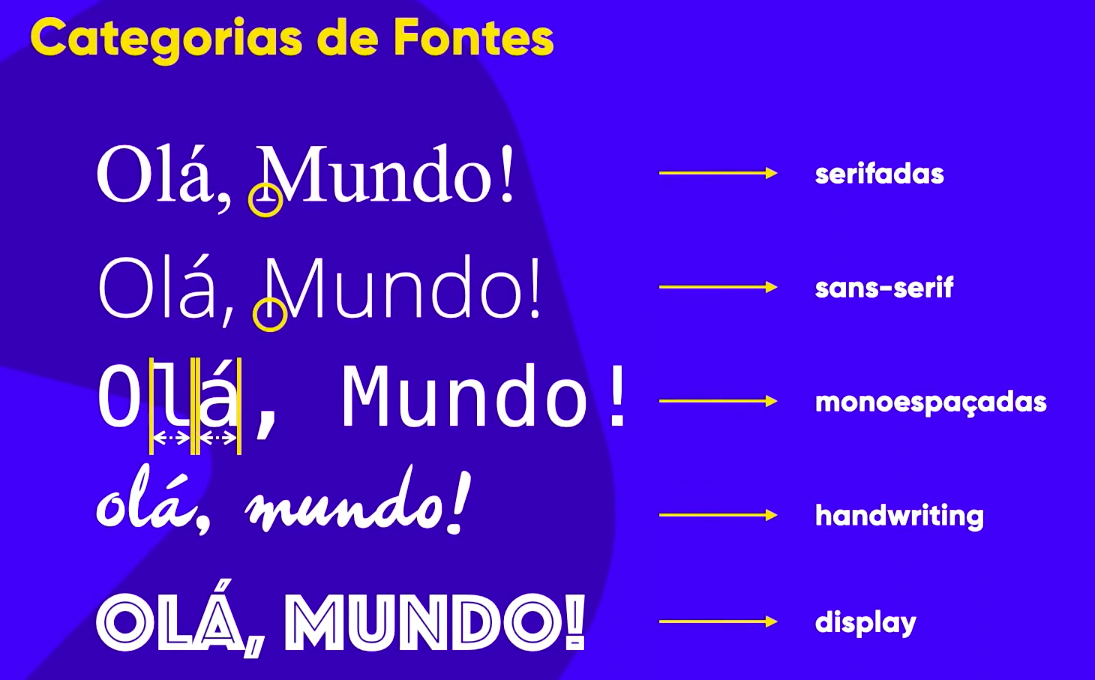 Categorias de Fontes
Olá, Mundo! serifadas
Olá, Mundo! sans-serif
Olá, Mundo! monoespaçadas
olá, mundo! handwriting
OLÁ, MUNDO! display